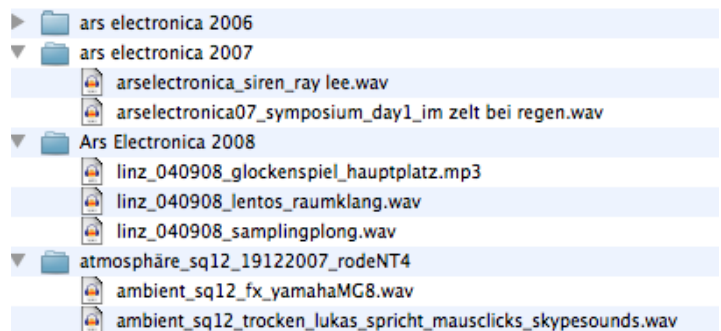 ars electronica 2006
ars electronica 2007
arselectronica_siren_ray lee.wav
arselectronica07_symposium_day1_im zelt bei regen.wav
Ars Electronica 2008
linz_040908_glockenspiel_hauptplatz.mp3
linz_040908_lentos_raumklang.wav
linz_040908_samplingplong.wav
atmosphäre_sq12_19122007_rodeNT4
ambient_sq12_fx_yamahaMG8.wav
ambient_sq12_trocken_lukas_spricht_mausclicks_skypesounds.wav